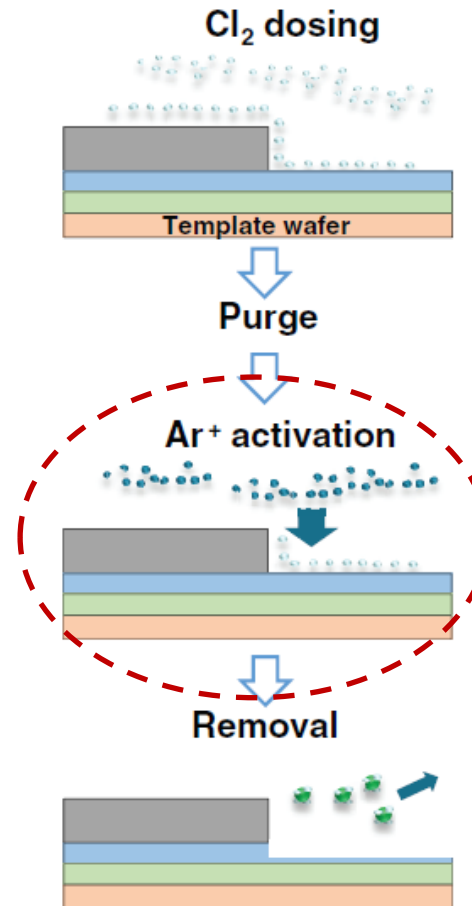 Cl₂ dosing
Template wafer
Purge
Ar⁺ activation
Removal